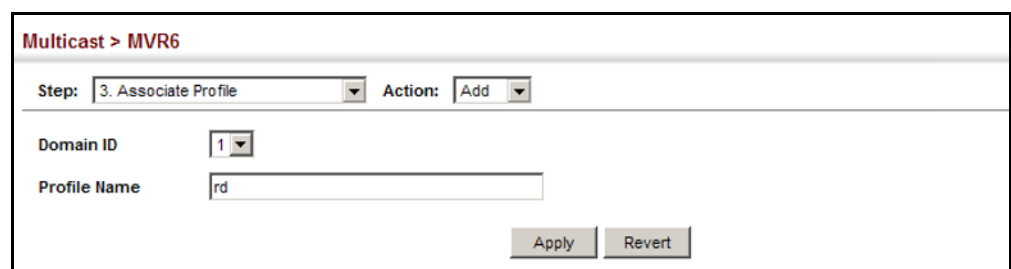 Multicast > MVR6
Step: 3. Associate Profile Action: Add
Domain ID 1
Profile Name rd
Apply Revert